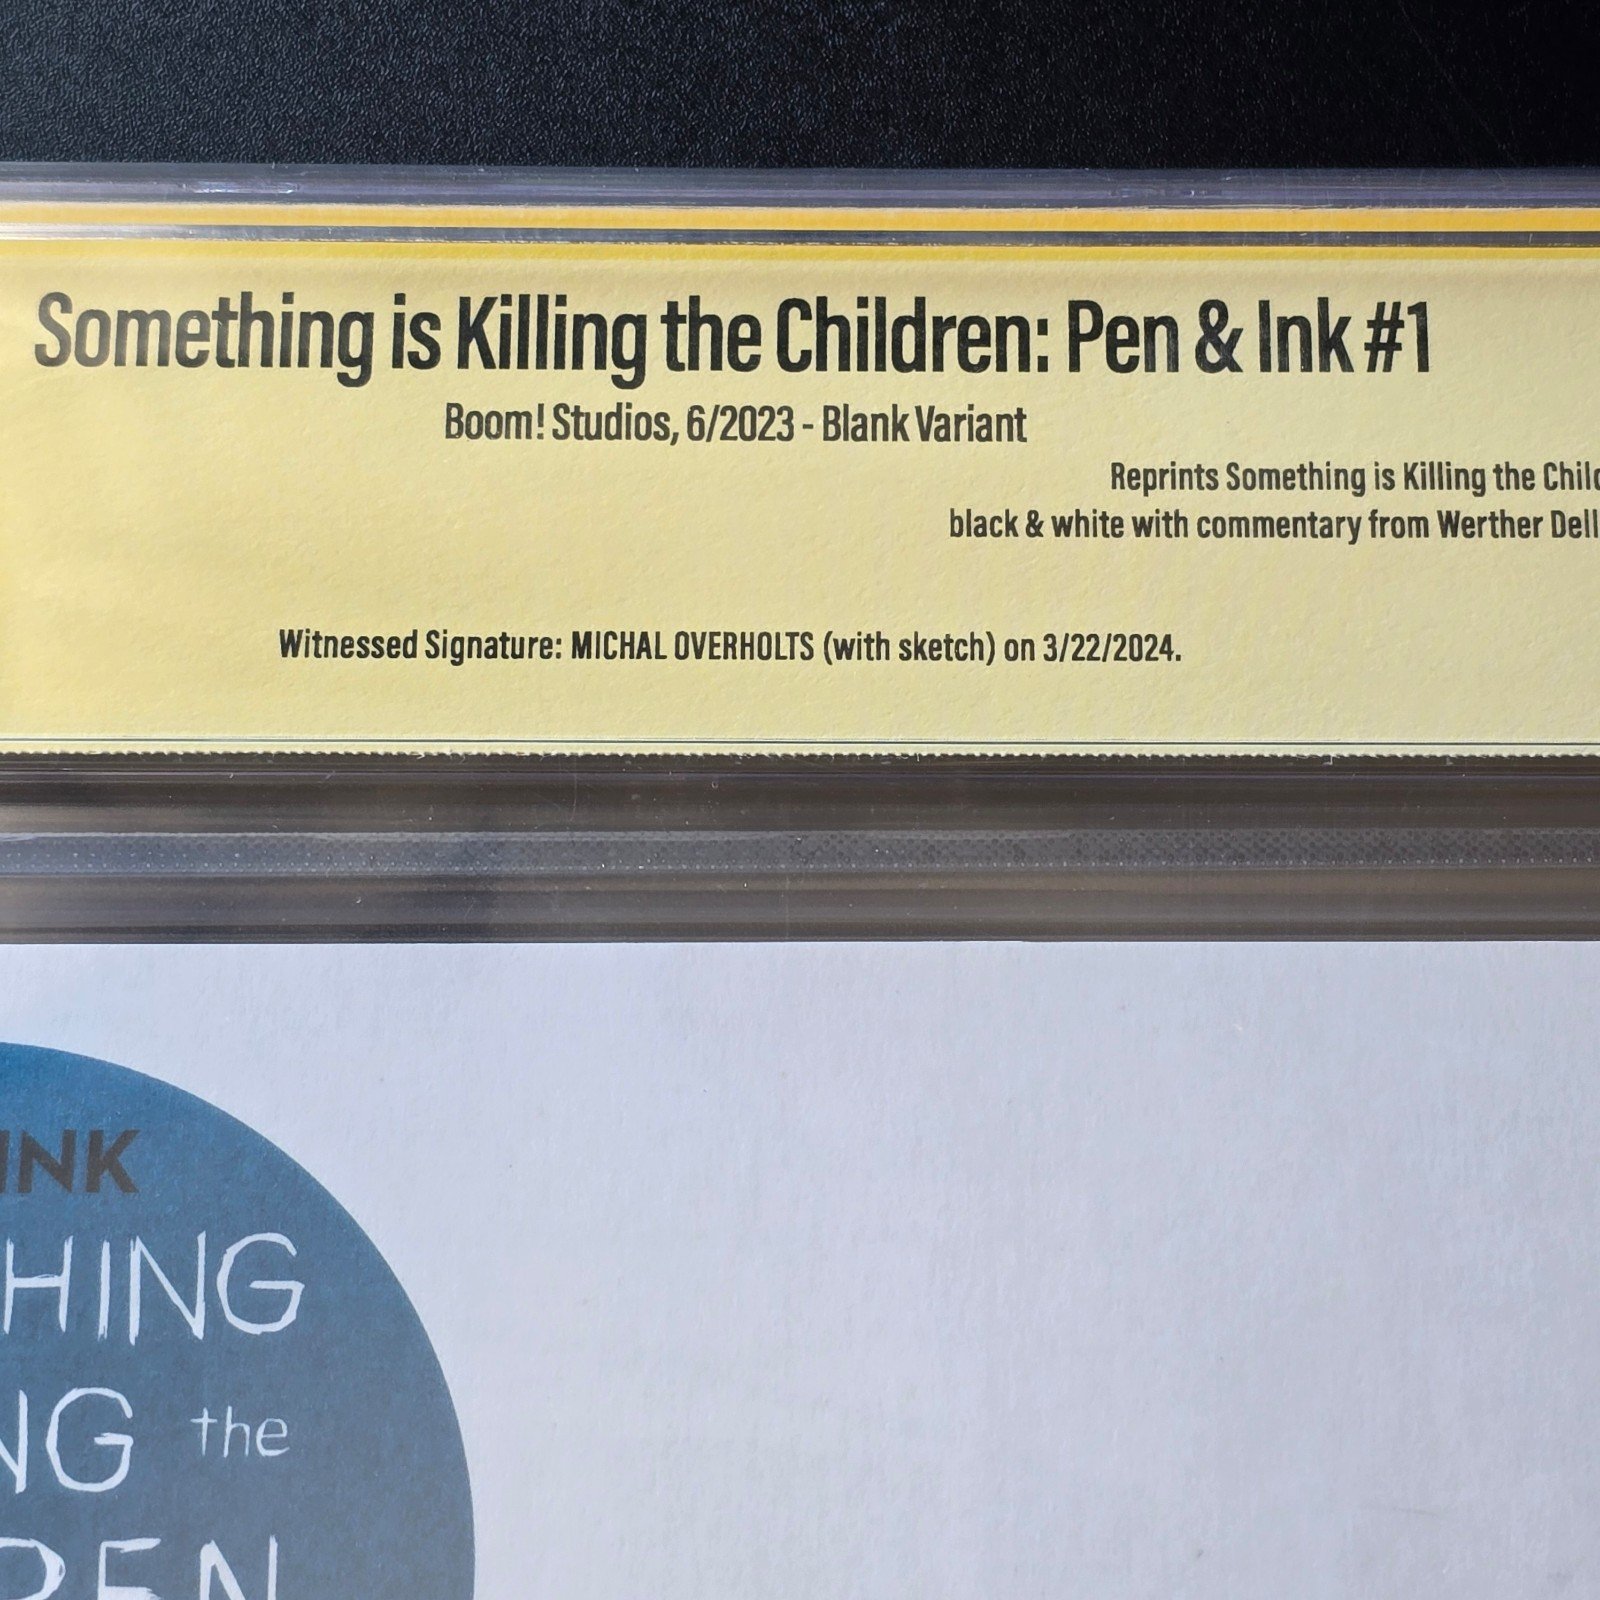 Something is Killing the Children: Pen & Ink #1
Boom! Studios, 6/2023 - Blank Variant
Reprints Something is Killing the Chil
black & white with commentary from Werther Dell
Witnessed Signature: MICHAL OVERHOLTS (with sketch) on 3/22/2024.
INK
HING
NG the
REN